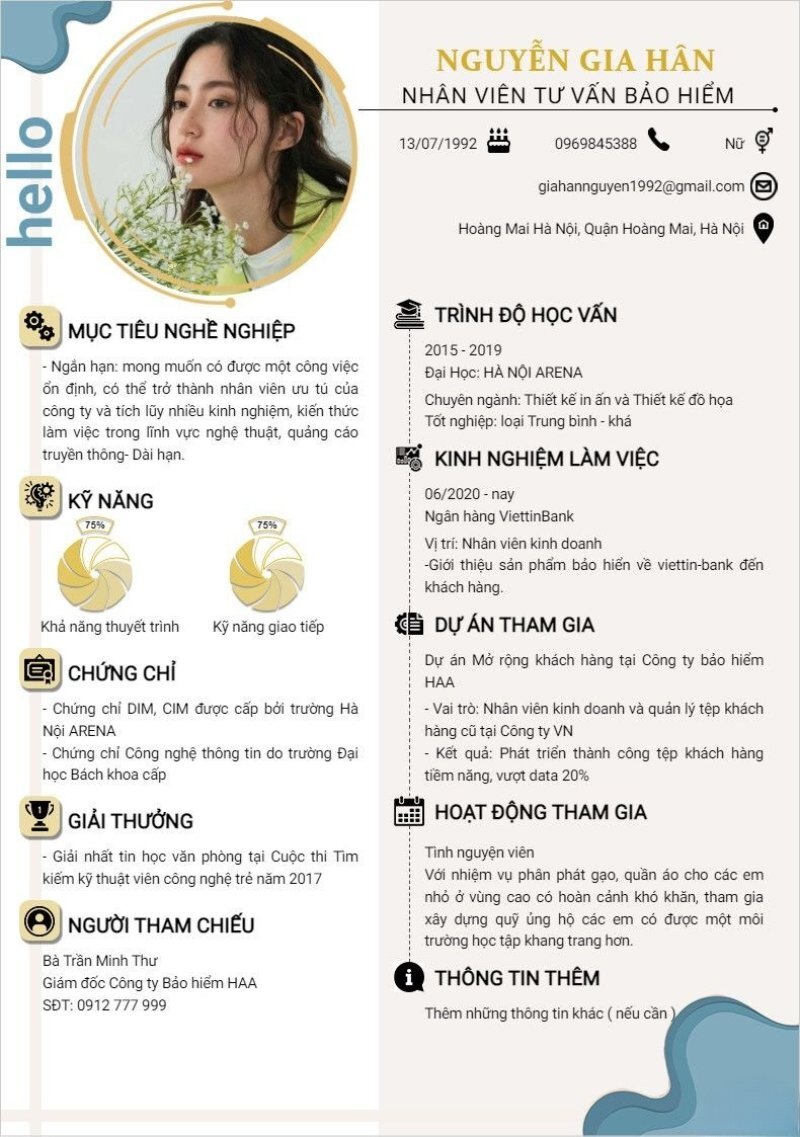 hello
NGUYỄN GIA HÂN
NHÂN VIÊN TƯ VẤN BẢO HIỂM
13/07/1992
0969845388
Nữ
giahannguyen1992@gmail.com
Hoàng Mai Hà Nội, Quận Hoàng Mai, Hà Nội
MỤC TIÊU NGHỀ NGHIỆP
- Ngắn hạn: mong muốn có được một công việc
ổn định, có thể trở thành nhân viên ưu tú của
công ty và tích lũy nhiều kinh nghiệm, kiến thức
làm việc trong lĩnh vực nghệ thuật, quảng cáo
truyền thông- Dài hạn.
KỸ NĂNG
75%
75%
Khả năng thuyết trình
Kỹ năng giao tiếp
CHỨNG CHỈ
- Chứng chỉ DIM, CIM được cấp bởi trường Hà
Nội ARENA
- Chứng chỉ Công nghệ thông tin do trường Đại
học Bách khoa cấp
GIẢI THƯỞNG
- Giải nhất tin học văn phòng tại Cuộc thi Tìm
kiếm kỹ thuật viên công nghệ trẻ năm 2017
NGƯỜI THAM CHIẾU
Bà Trần Minh Thư
Giám đốc Công ty Bảo hiểm HAA
SĐT: 0912 777 999
TRÌNH ĐỘ HỌC VẤN
2015 - 2019
Đại Học: HÀ NỘI ARENA
Chuyên ngành: Thiết kế in ấn và Thiết kế đồ họa
Tốt nghiệp: loại Trung bình - khá
KINH NGHIỆM LÀM VIỆC
06/2020 - nay
Ngân hàng ViettinBank
Vị trí: Nhân viên kinh doanh
-Giới thiệu sản phẩm bảo hiển về viettin-bank đến
khách hàng.
DỰ ÁN THAM GIA
Dự án Mở rộng khách hàng tại Công ty bảo hiểm
HAA
- Vai trò: Nhân viên kinh doanh và quản lý tệp khách
hàng cũ tại Công ty VN
- Kết quả: Phát triển thành công tệp khách hàng
tiềm năng, vượt data 20%
HOẠT ĐỘNG THAM GIA
Tình nguyện viên
Với nhiệm vụ phân phát gạo, quần áo cho các em
nhỏ ở vùng cao có hoàn cảnh khó khăn, tham gia
xây dựng quỹ ủng hộ các em có được một môi
trường học tập khang trang hơn.
THÔNG TIN THÊM
Thêm những thông tin khác ( nếu cần )